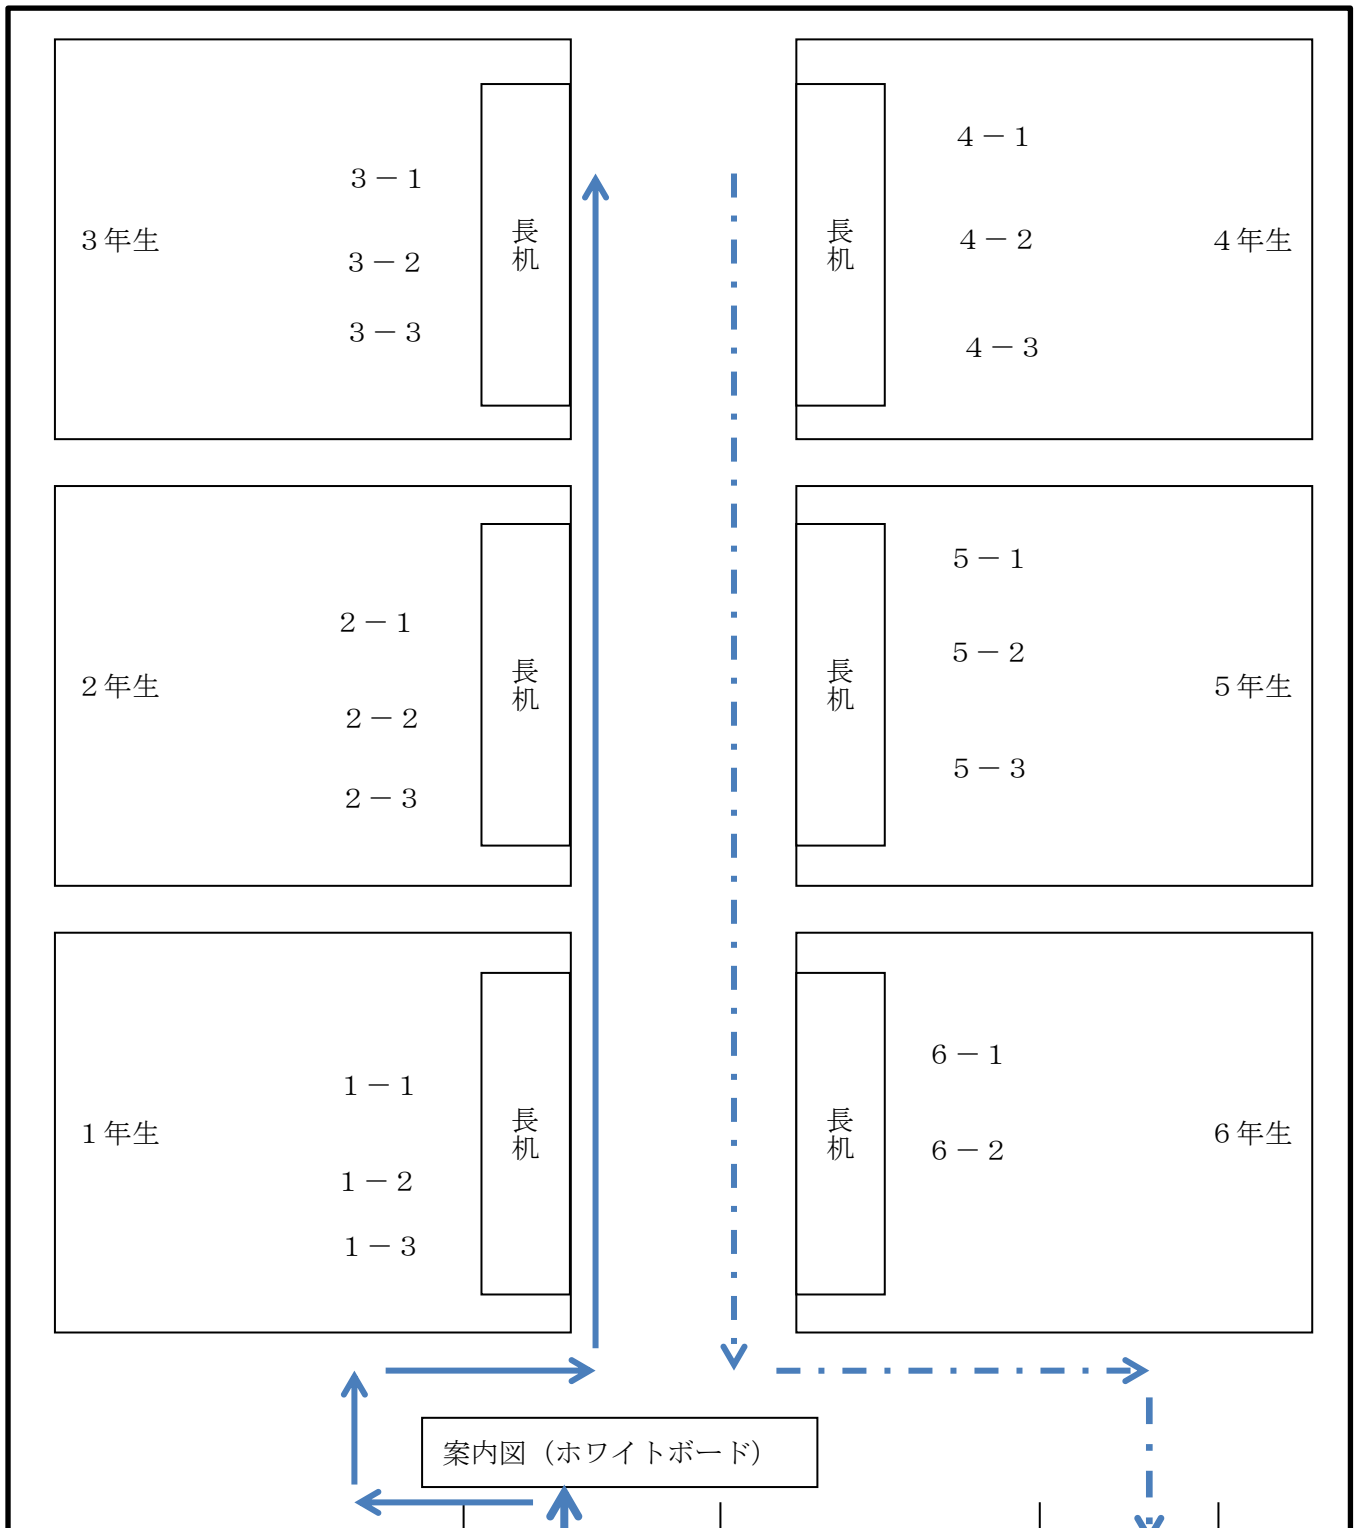 ３年生
３－１
３－２
３－３
長机
長机
４－１
４－２
４－３
４年生
２年生
２－１
２－２
２－３
長机
長机
５－１
５－２
５－３
５年生
１年生
１－１
１－２
１－３
長机
長机
６－１
６－２
６年生
案内図（ホワイトボード）